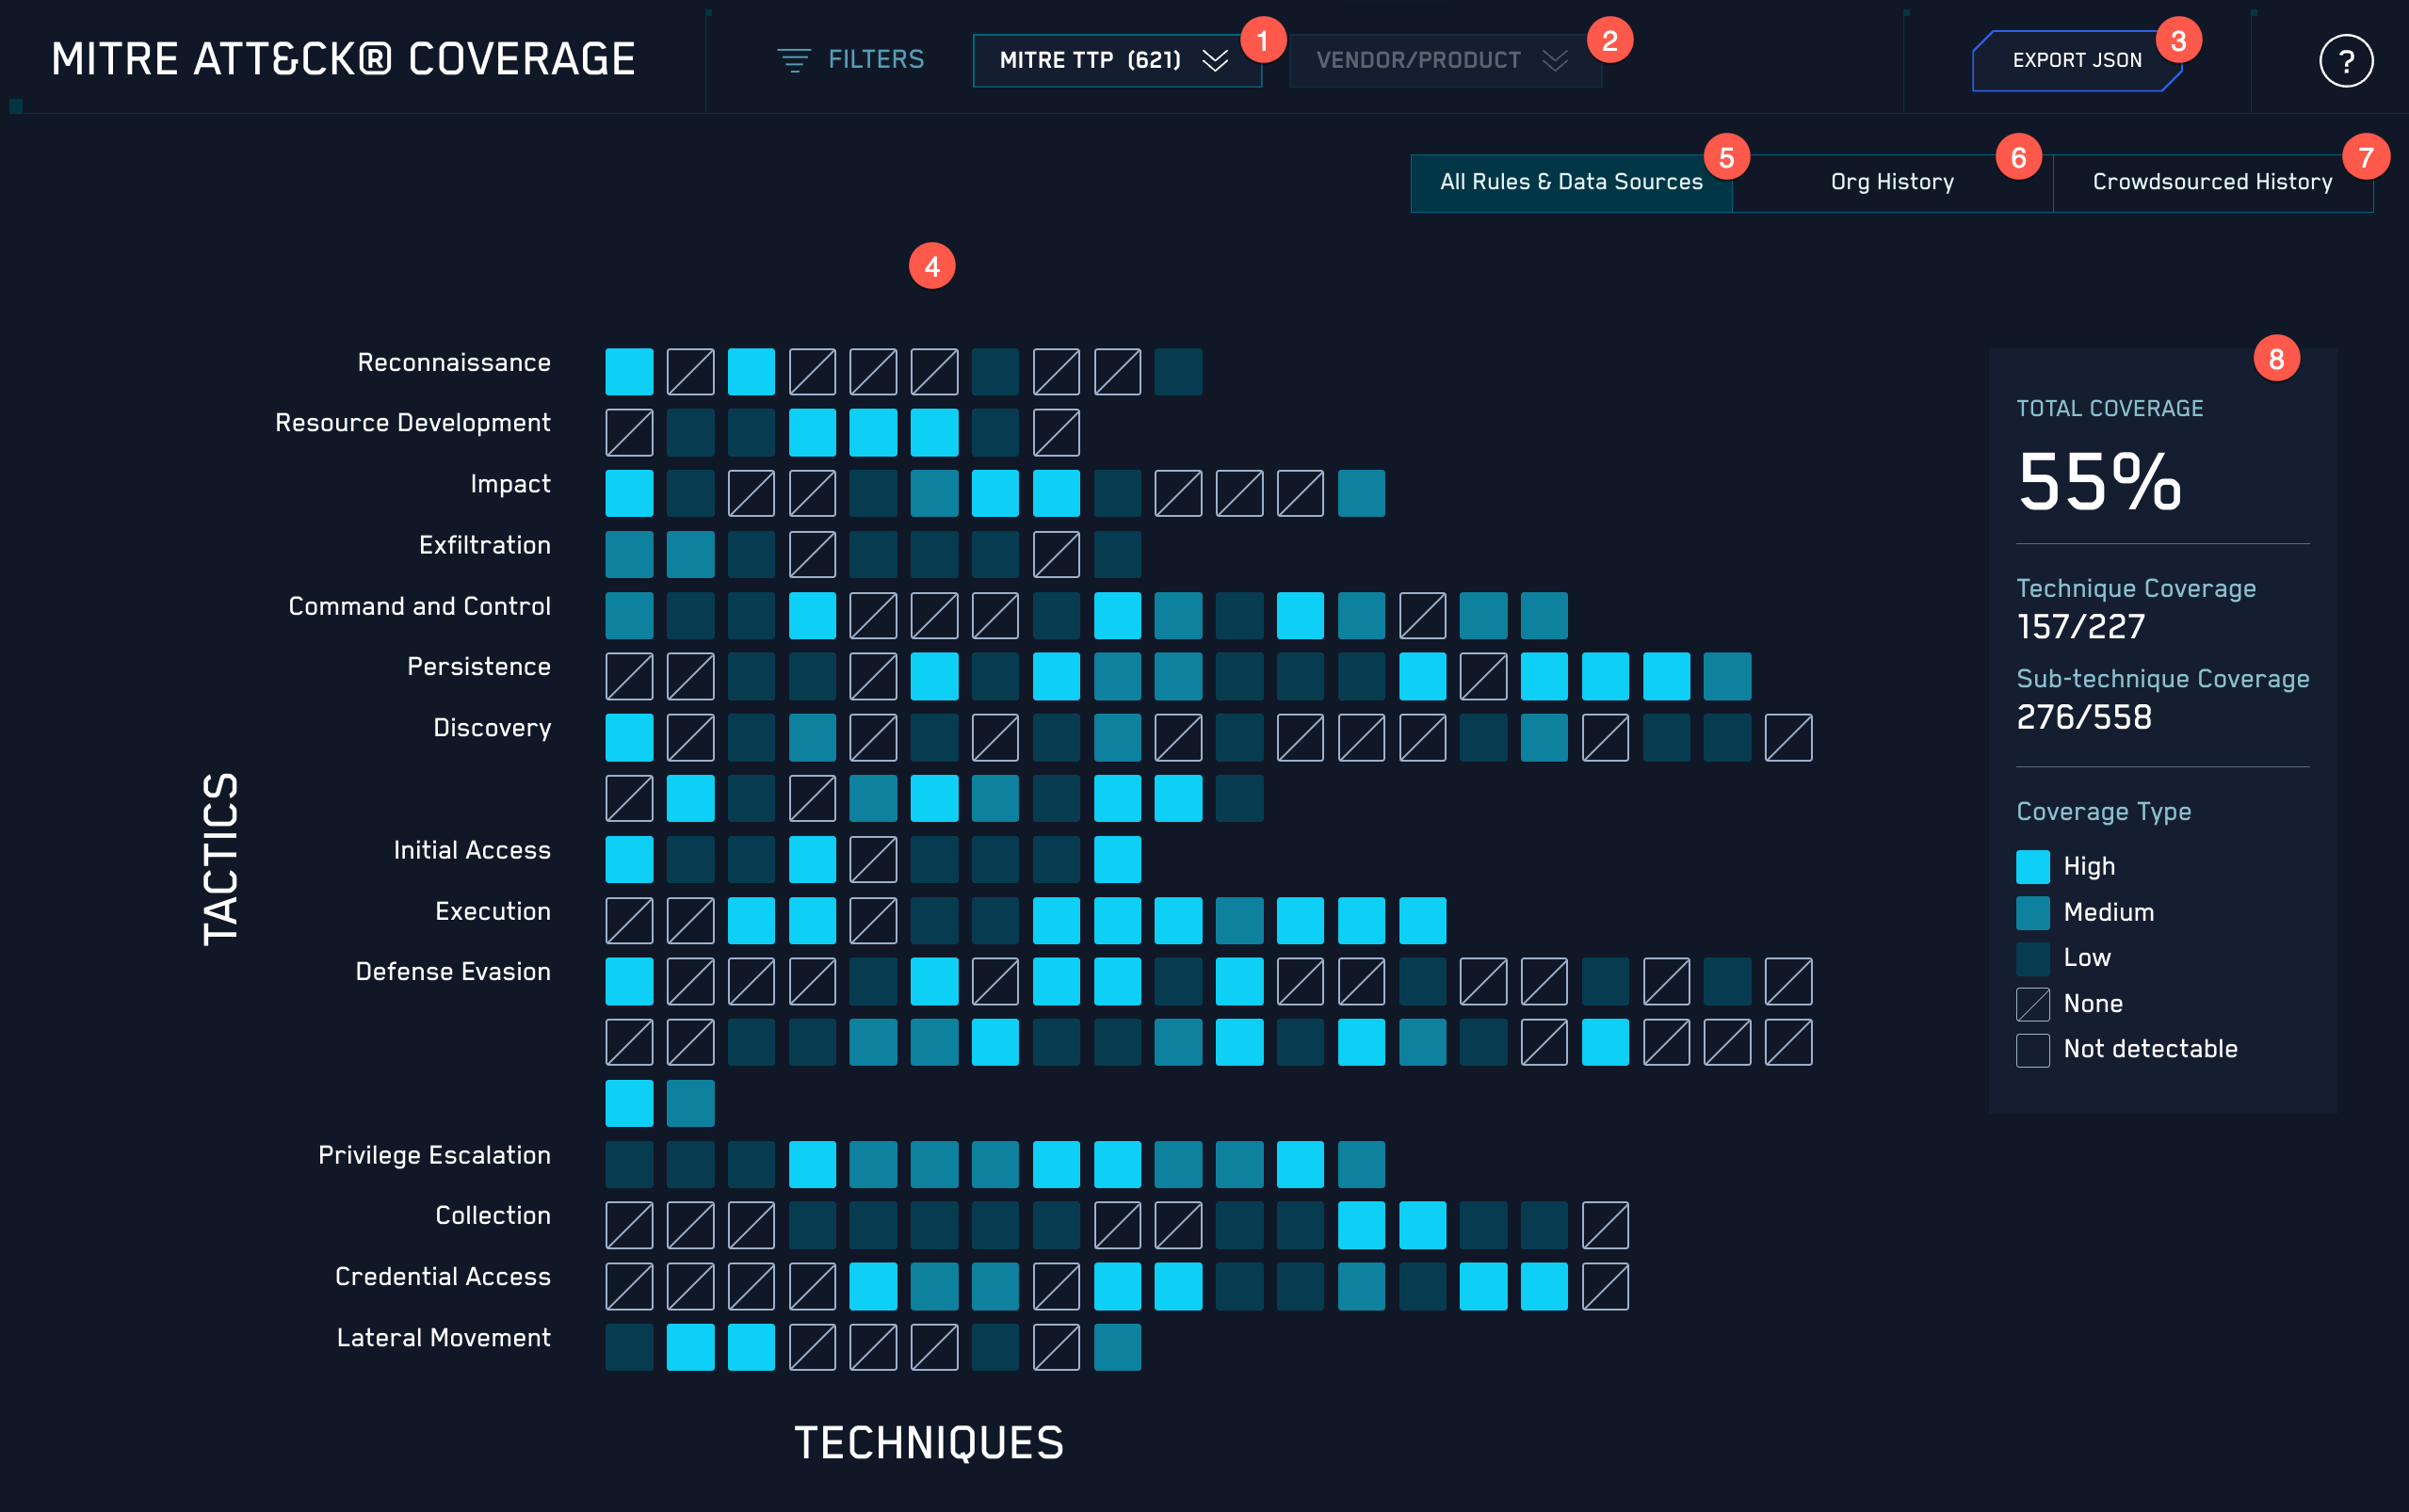 MITRE ATT&CK® COVERAGE
FILTERS
MITRE TTP (621)
1
VENDOR/PRODUCT
2
EXPORT JSON
3
?
All Rules & Data Sources
5
Org History
6
Crowdsourced History
7
4
8
TACTICS
Reconnaissance
Resource Development
Impact
Exfiltration
Command and Control
Persistence
Discovery
Initial Access
Execution
Defense Evasion
Privilege Escalation
Collection
Credential Access
Lateral Movement
TECHNIQUES
TOTAL COVERAGE
55%
Technique Coverage
157/227
Sub-technique Coverage
276/558
Coverage Type
High
Medium
Low
None
Not detectable